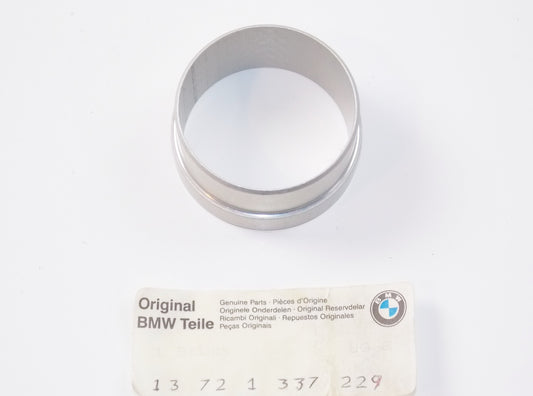 Original
BMW Teile
Genuine Parts · Pièces d'Origine
Originele Onderdelen · Original Reservdelar
Ricambi Originali · Repuestos Originales
Peças Originais
BMW
13 72 1 337 229